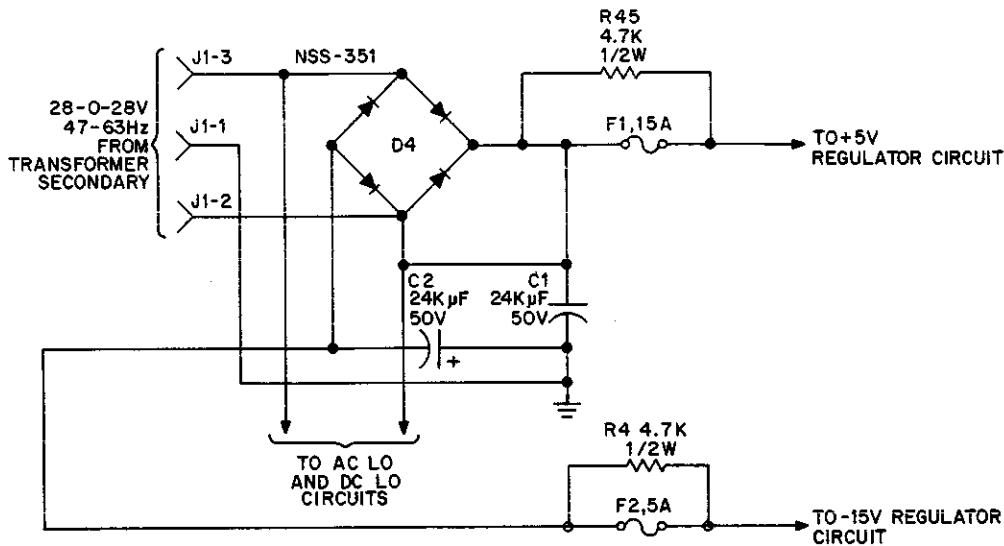 R45
4.7K
1/2W
J1-3
NSS-351
28-0-28V
47-63Hz
FROM
TRANSFORMER
SECONDARY
J1-1
D4
F1,15A
TO+5V
REGULATOR CIRCUIT
J1-2
C2
24KµF
50V
C1
24KµF
50V
+
TO AC LO
AND DC LO
CIRCUITS
R4 4.7K
1/2W
F2,5A
TO-15V REGULATOR
CIRCUIT